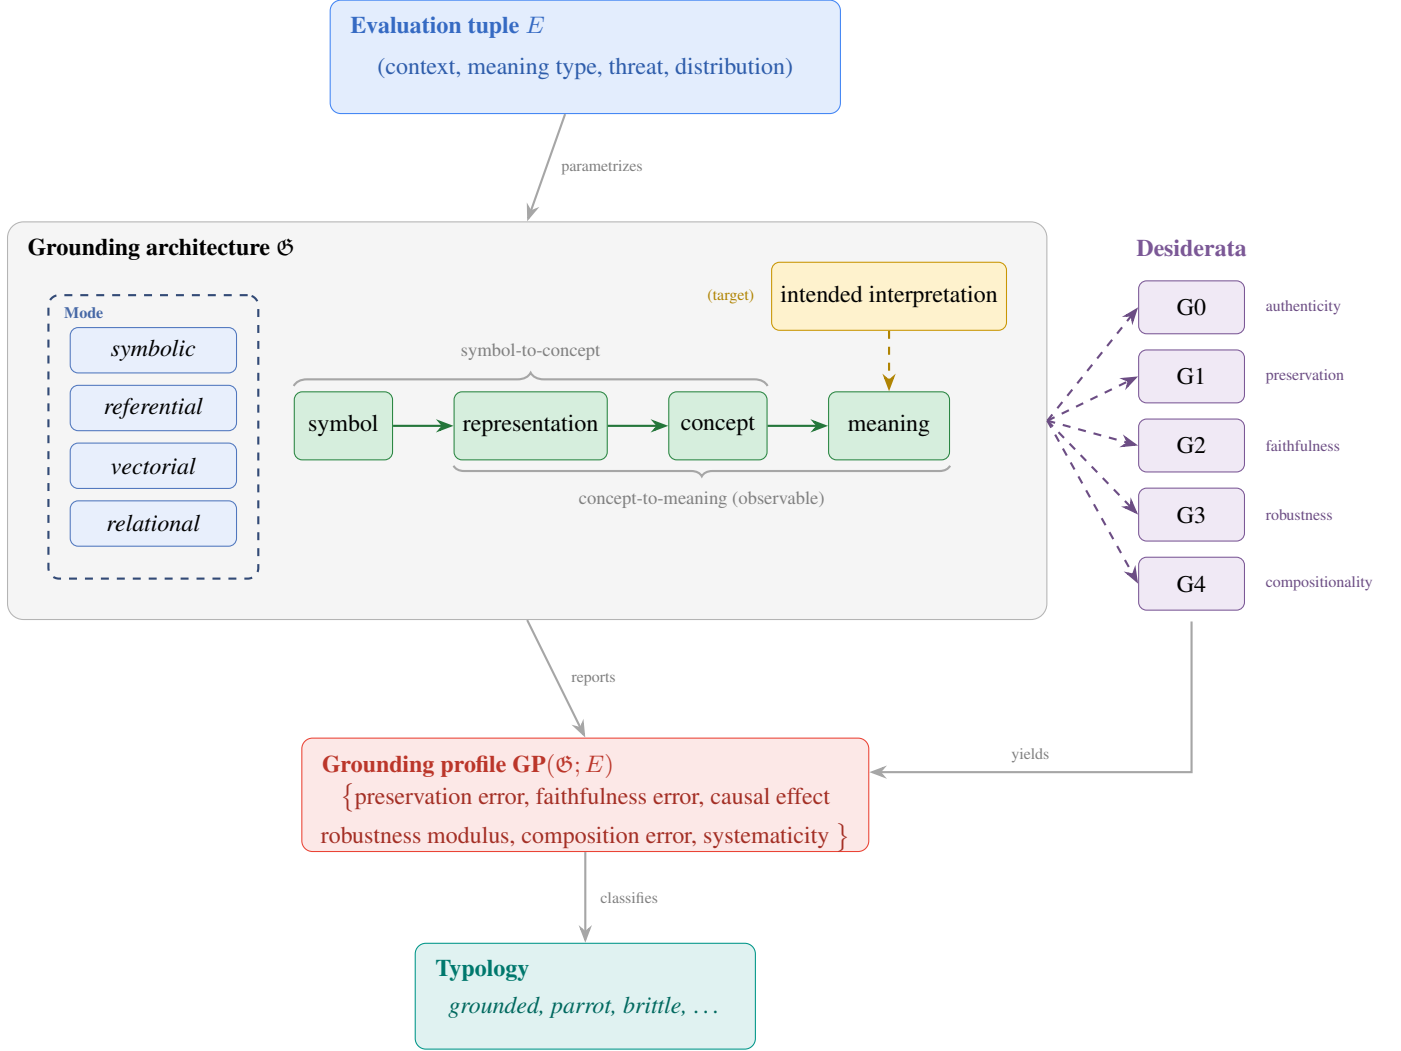 Evaluation tuple E
(context, meaning type, threat, distribution)
parametrizes
Grounding architecture 𝔊
Mode
symbolic
referential
vectorial
relational
(target)
intended interpretation
symbol-to-concept
symbol
representation
concept
meaning
concept-to-meaning (observable)
Desiderata
G0
authenticity
G1
preservation
G2
faithfulness
G3
robustness
G4
compositionality
reports
yields
Grounding profile GP(𝔊; E)
{preservation error, faithfulness error, causal effect
robustness modulus, composition error, systematicity }
classifies
Typology
grounded, parrot, brittle, …